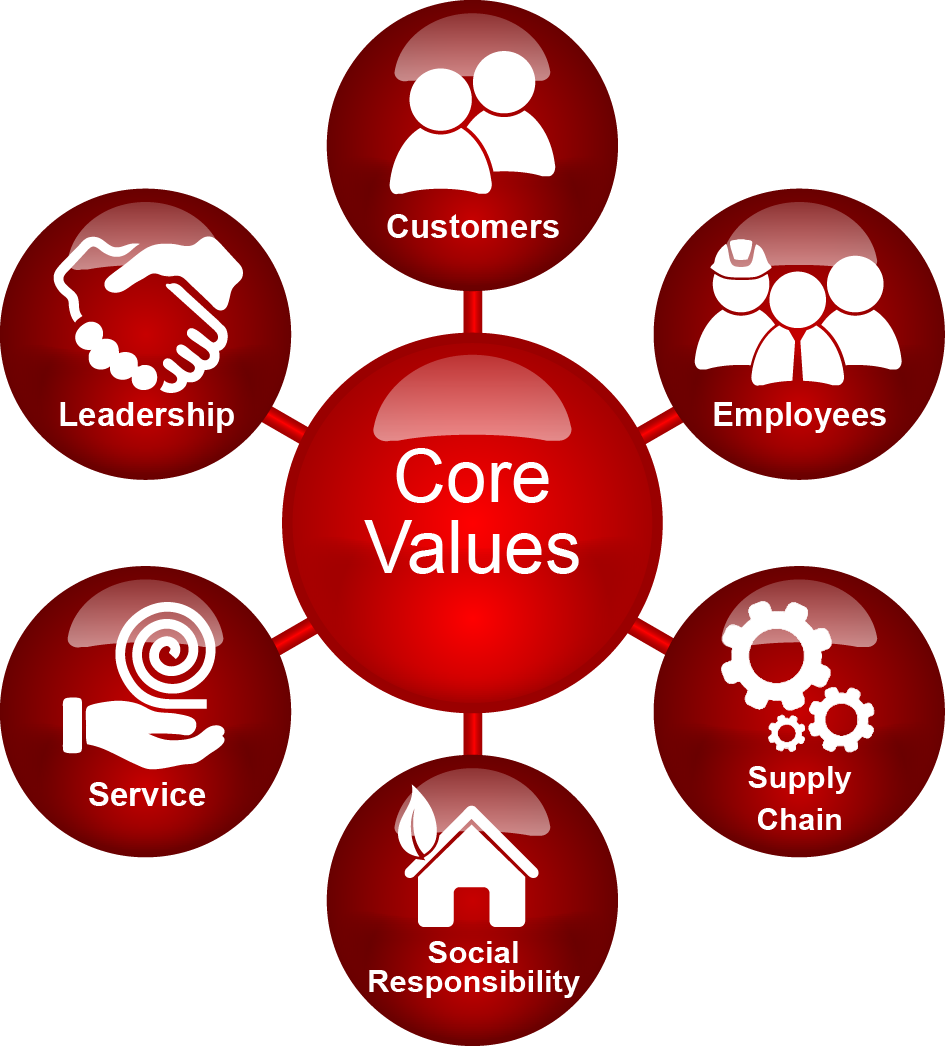 Customers
Leadership
Employees
Core
Values
Service
Supply
Chain
Social
Responsibility